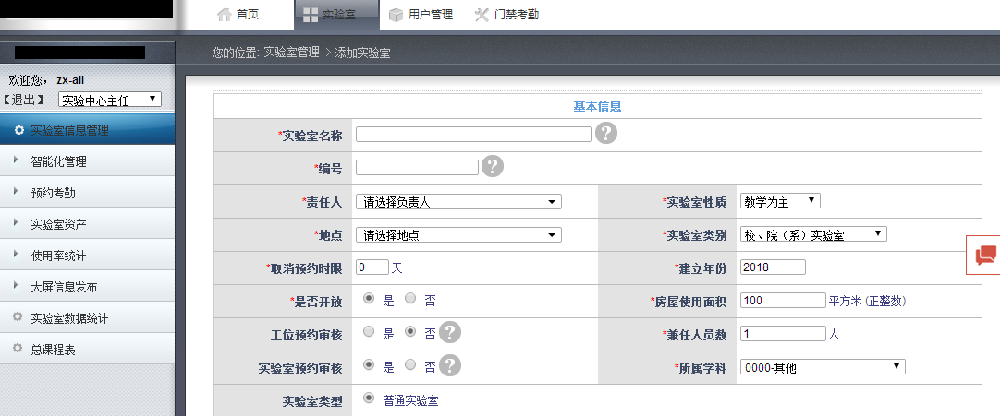 首页 实验室 用户管理 门禁考勤
您的位置: 实验室管理 > 添加实验室
欢迎您， zx-all
【退出】 实验中心主任
实验室信息管理
智能化管理
预约考勤
实验室资产
使用率统计
大屏信息发布
实验室数据统计
总课程表
基本信息
*实验室名称
*编号
*责任人 请选择负责人 *实验室性质 教学为主
*地点 请选择地点 *实验室类别 校、院（系）实验室
*取消预约时限 0 天 *建立年份 2018
*是否开放 是 否 *房屋使用面积 100 平方米 (正整数)
工位预约审核 是 否 *兼任人员数 1 人
实验室预约审核 是 否 *所属学科 0000-其他
实验室类型 普通实验室